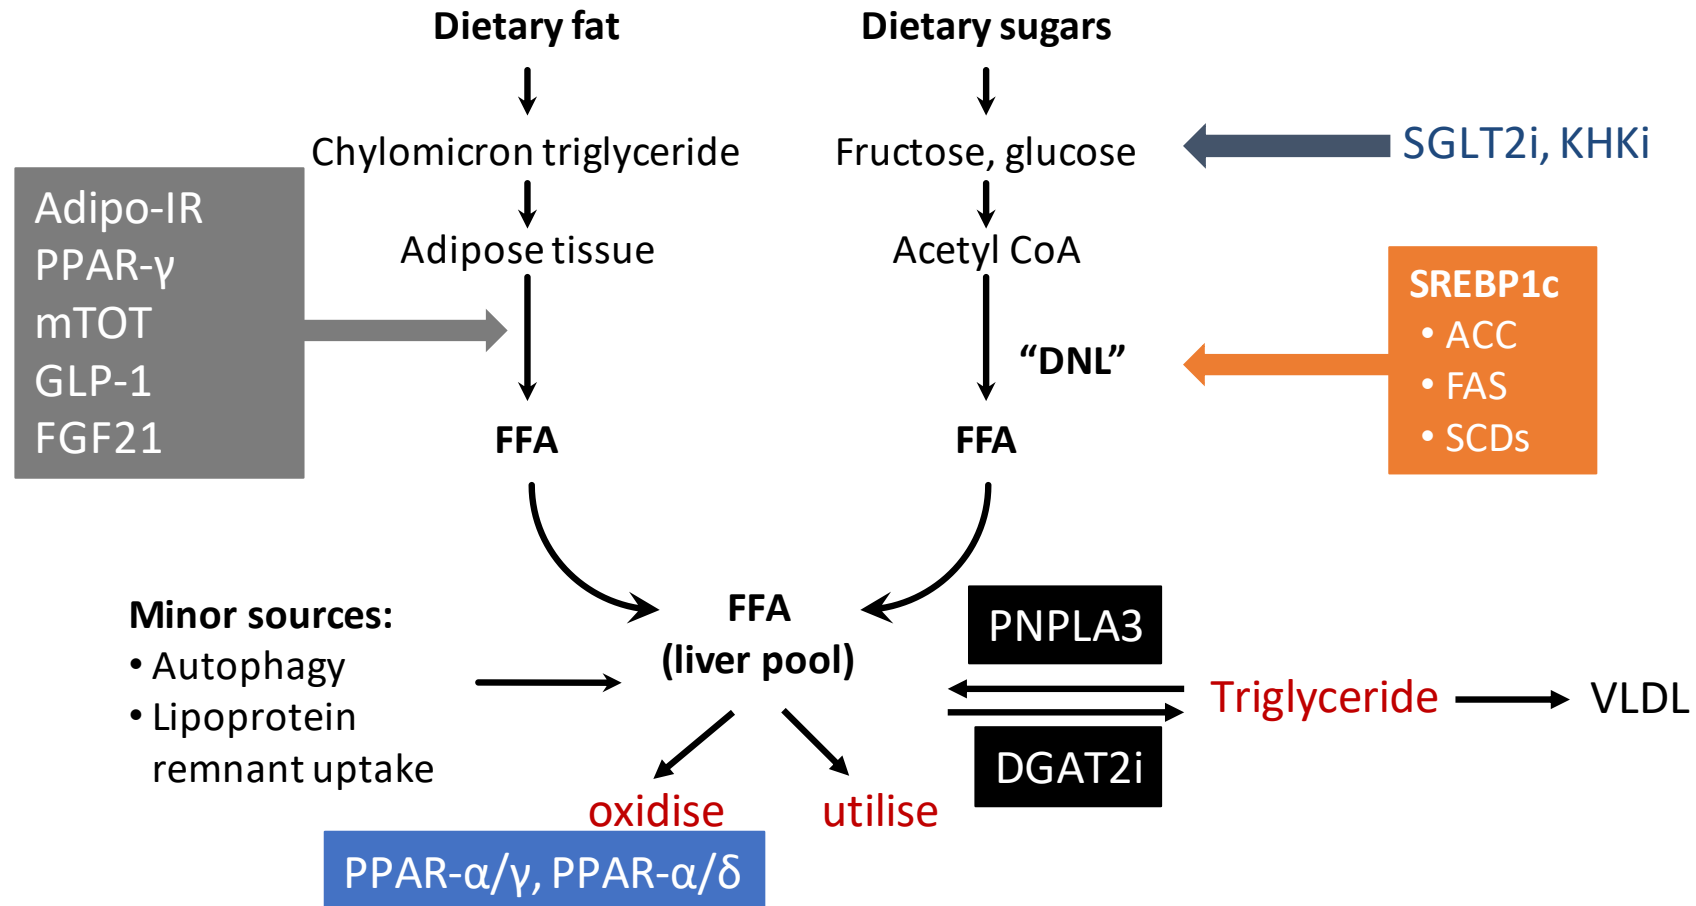 Dietary fat
Dietary sugars
Chylomicron triglyceride
Fructose, glucose
SGLT2i, KHKi
Adipo-IR
PPAR-γ
mTOT
GLP-1
FGF21
Adipose tissue
Acetyl CoA
SREBP1c
• ACC
• FAS
• SCDs
“DNL”
FFA
FFA
Minor sources:
• Autophagy
• Lipoprotein
remnant uptake
FFA
(liver pool)
PNPLA3
Triglyceride
VLDL
DGAT2i
oxidise
utilise
PPAR-α/γ, PPAR-α/δ